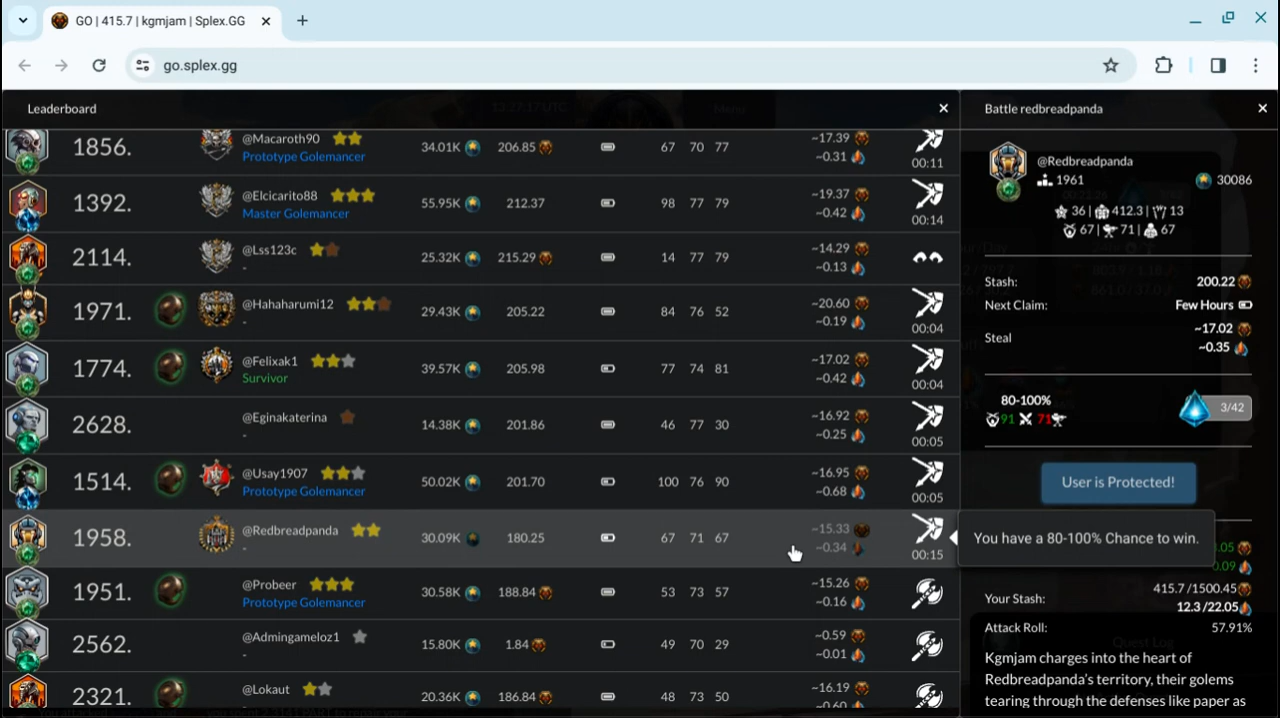 GO | 415.7 | kgmjam | Splex.GG
go.splex.gg
Leaderboard
1856. @Macaroth90 34.01K 206.85 67 70 77 ~17.39
Prototype Golemancer ~0.31 00:11
1392. @Elcicarito88 55.95K 212.37 98 77 79 ~19.37
Master Golemancer ~0.42 00:14
2114. @Lss123c 25.32K 215.29 14 77 79 ~14.29
- ~0.13
1971. @Hahaharumi12 29.43K 205.22 84 76 52 ~20.60
- ~0.19 00:04
1774. @Felixak1 39.57K 205.98 77 74 81 ~17.02
Survivor ~0.42 00:04
2628. @Eginakaterina 14.38K 201.86 46 77 30 ~16.92
- ~0.25 00:05
1514. @Usay1907 50.02K 201.70 100 76 90 ~16.95
Prototype Golemancer ~0.68 00:05
1958. @Redbreadpanda 30.09K 180.25 67 71 67 ~15.33
- ~0.34 00:15
1951. @Probeer 30.58K 188.84 53 73 57 ~15.26
Prototype Golemancer ~0.16
2562. @Admingameloz1 15.80K 1.84 49 70 29 ~0.59
- ~0.01
2321. @Lokaut 20.36K 186.84 48 73 50 ~16.19
~0.60
Battle redbreadpanda
@Redbreadpanda
1961 30086
36 | 412.3 | 13
67 | 71 | 67
Stash: 200.22
Next Claim: Few Hours
Steal ~17.02
~0.35
80-100%
91 71 3/42
User is Protected!
You have a 80-100% Chance to win.
Your Stash: 415.7 /1500.45
12.3 /22.05
Attack Roll: 57.91%
Kgmjam charges into the heart of
Redbreadpanda's territory, their golems
tearing through the defenses like paper as